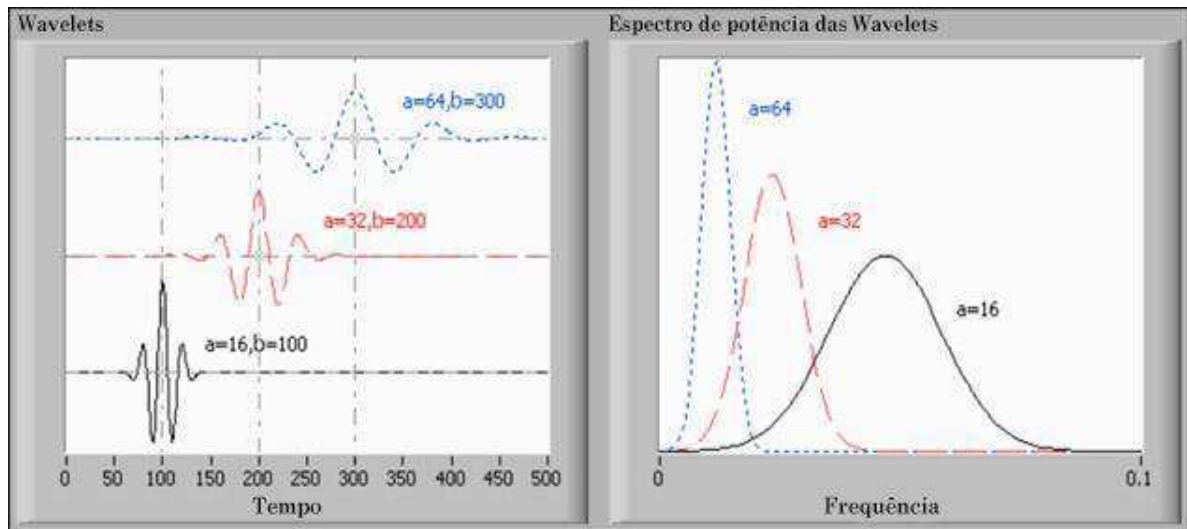 Wavelets
a=64,b=300
a=32,b=200
a=16,b=100
0 50 100 150 200 250 300 350 400 450 500
Tempo
Espectro de potência das Wavelets
a=64
a=32
a=16
0 0.1
Frequência